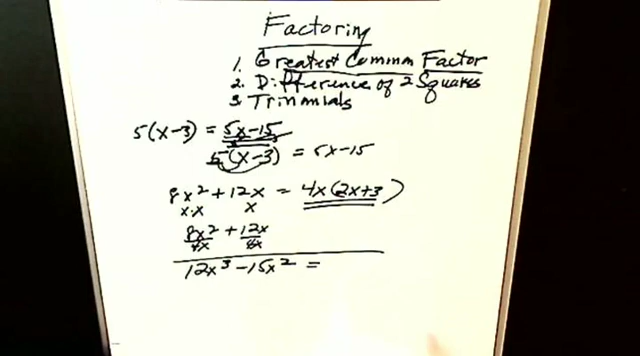 Factoring
1. Greatest Common Factor
2. Difference of 2 Squares
3. Trinmials
5(x-3) = 5x-15
5(x-3) = 5x-15
8x² + 12x = 4x(2x+3)
x·x x
8x² + 12x
4x 4x
12x³ - 15x² =